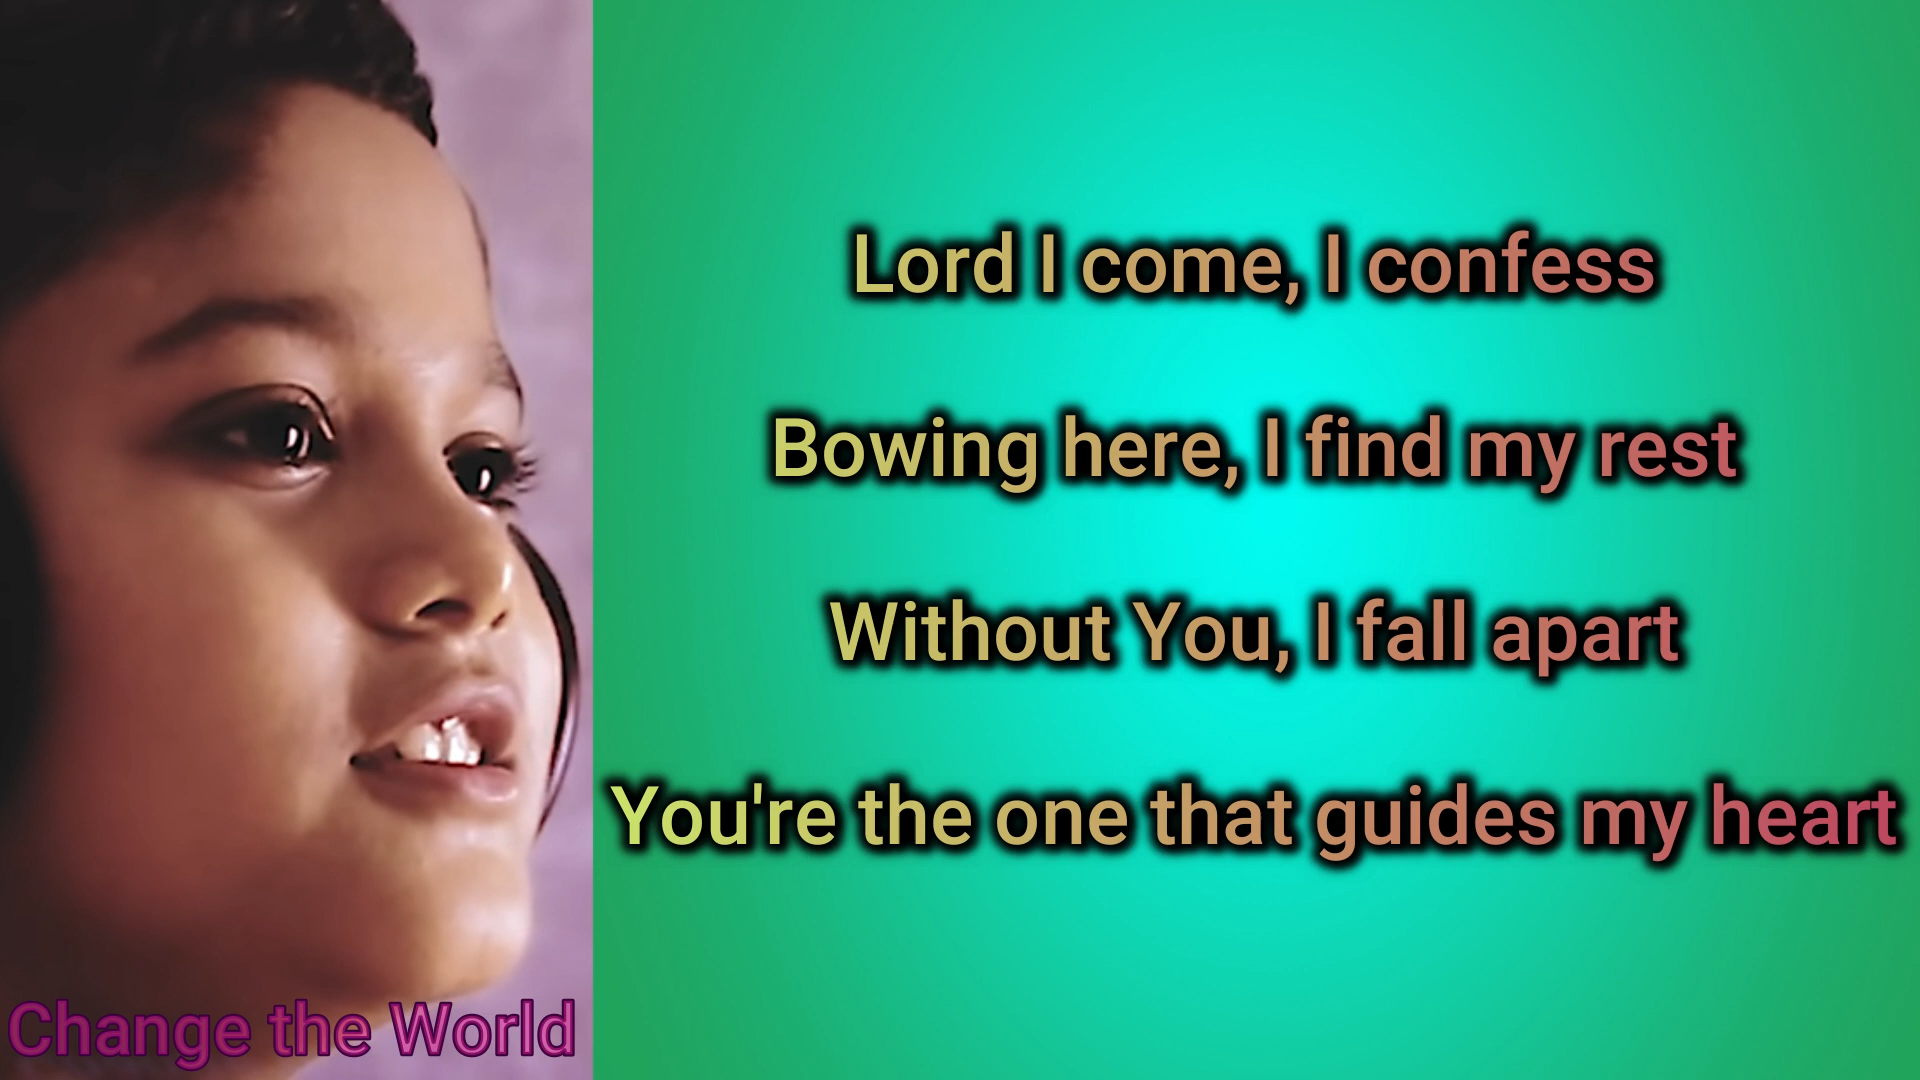 Lord I come, I confess
Bowing here, I find my rest
Without You, I fall apart
You're the one that guides my heart
Change the World